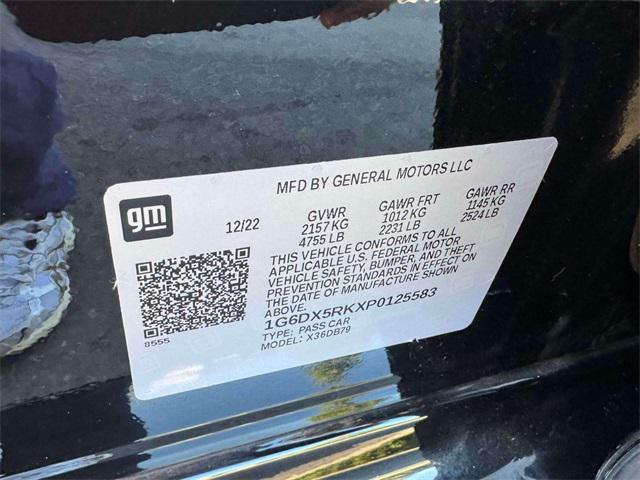 MFD BY GENERAL MOTORS LLC
gm
12/22
GVWR
2157 KG
4755 LB
GAWR FRT
1012 KG
2231 LB
GAWR RR
1145 KG
2524 LB
THIS VEHICLE CONFORMS TO ALL
APPLICABLE U.S. FEDERAL MOTOR
VEHICLE SAFETY, BUMPER, AND THEFT
PREVENTION STANDARDS IN EFFECT ON
THE DATE OF MANUFACTURE SHOWN
ABOVE.
1G6DX5RKXP0125583
TYPE: PASS CAR
MODEL: X36DB79
8555